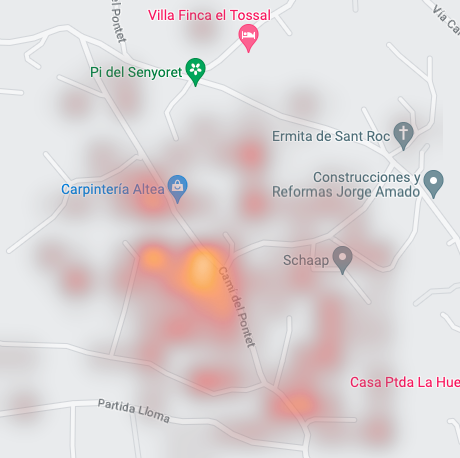 Villa Finca el Tossal
del Pontet
Via Ca
Pi del Senyoret
Ermita de Sant Roc
Carpintería Altea
Construcciones y
Reformas Jorge Amado
Schaap
Camí del Pontet
Casa Ptda La Hue
Partida Lloma